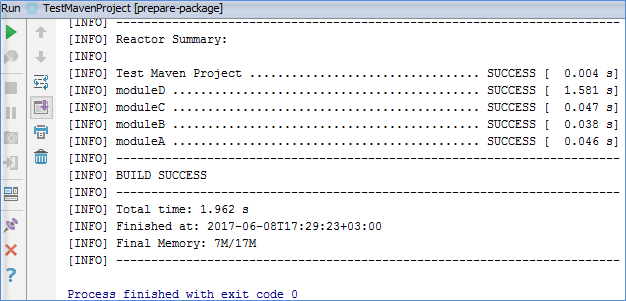 Run TestMavenProject [prepare-package]
[INFO] ------------------------------------------------------------------------
[INFO] Reactor Summary:
[INFO]
[INFO] Test Maven Project ................................. SUCCESS [  0.004 s]
[INFO] moduleD ............................................ SUCCESS [  1.581 s]
[INFO] moduleC ............................................ SUCCESS [  0.047 s]
[INFO] moduleB ............................................ SUCCESS [  0.038 s]
[INFO] moduleA ............................................ SUCCESS [  0.046 s]
[INFO] ------------------------------------------------------------------------
[INFO] BUILD SUCCESS
[INFO] ------------------------------------------------------------------------
[INFO] Total time: 1.962 s
[INFO] Finished at: 2017-06-08T17:29:23+03:00
[INFO] Final Memory: 7M/17M
[INFO] ------------------------------------------------------------------------
Process finished with exit code 0